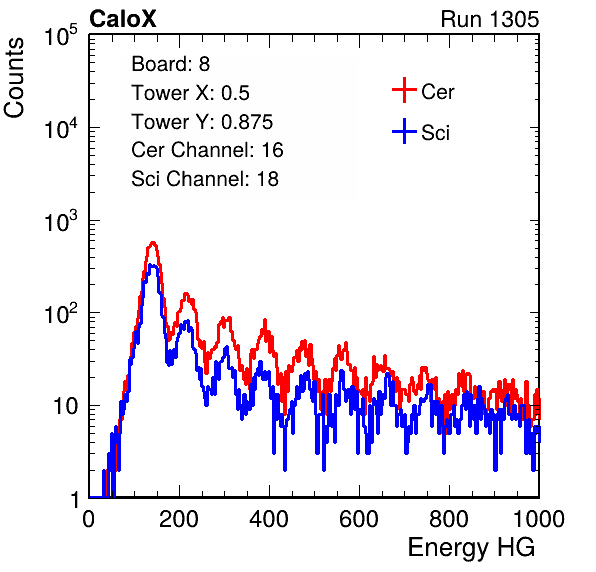 CaloX Run 1305
Board: 8
Tower X: 0.5
Tower Y: 0.875
Cer Channel: 16
Sci Channel: 18
Cer
Sci
Counts
10^5
10^4
10^3
10^2
10
1
0 200 400 600 800 1000
Energy HG